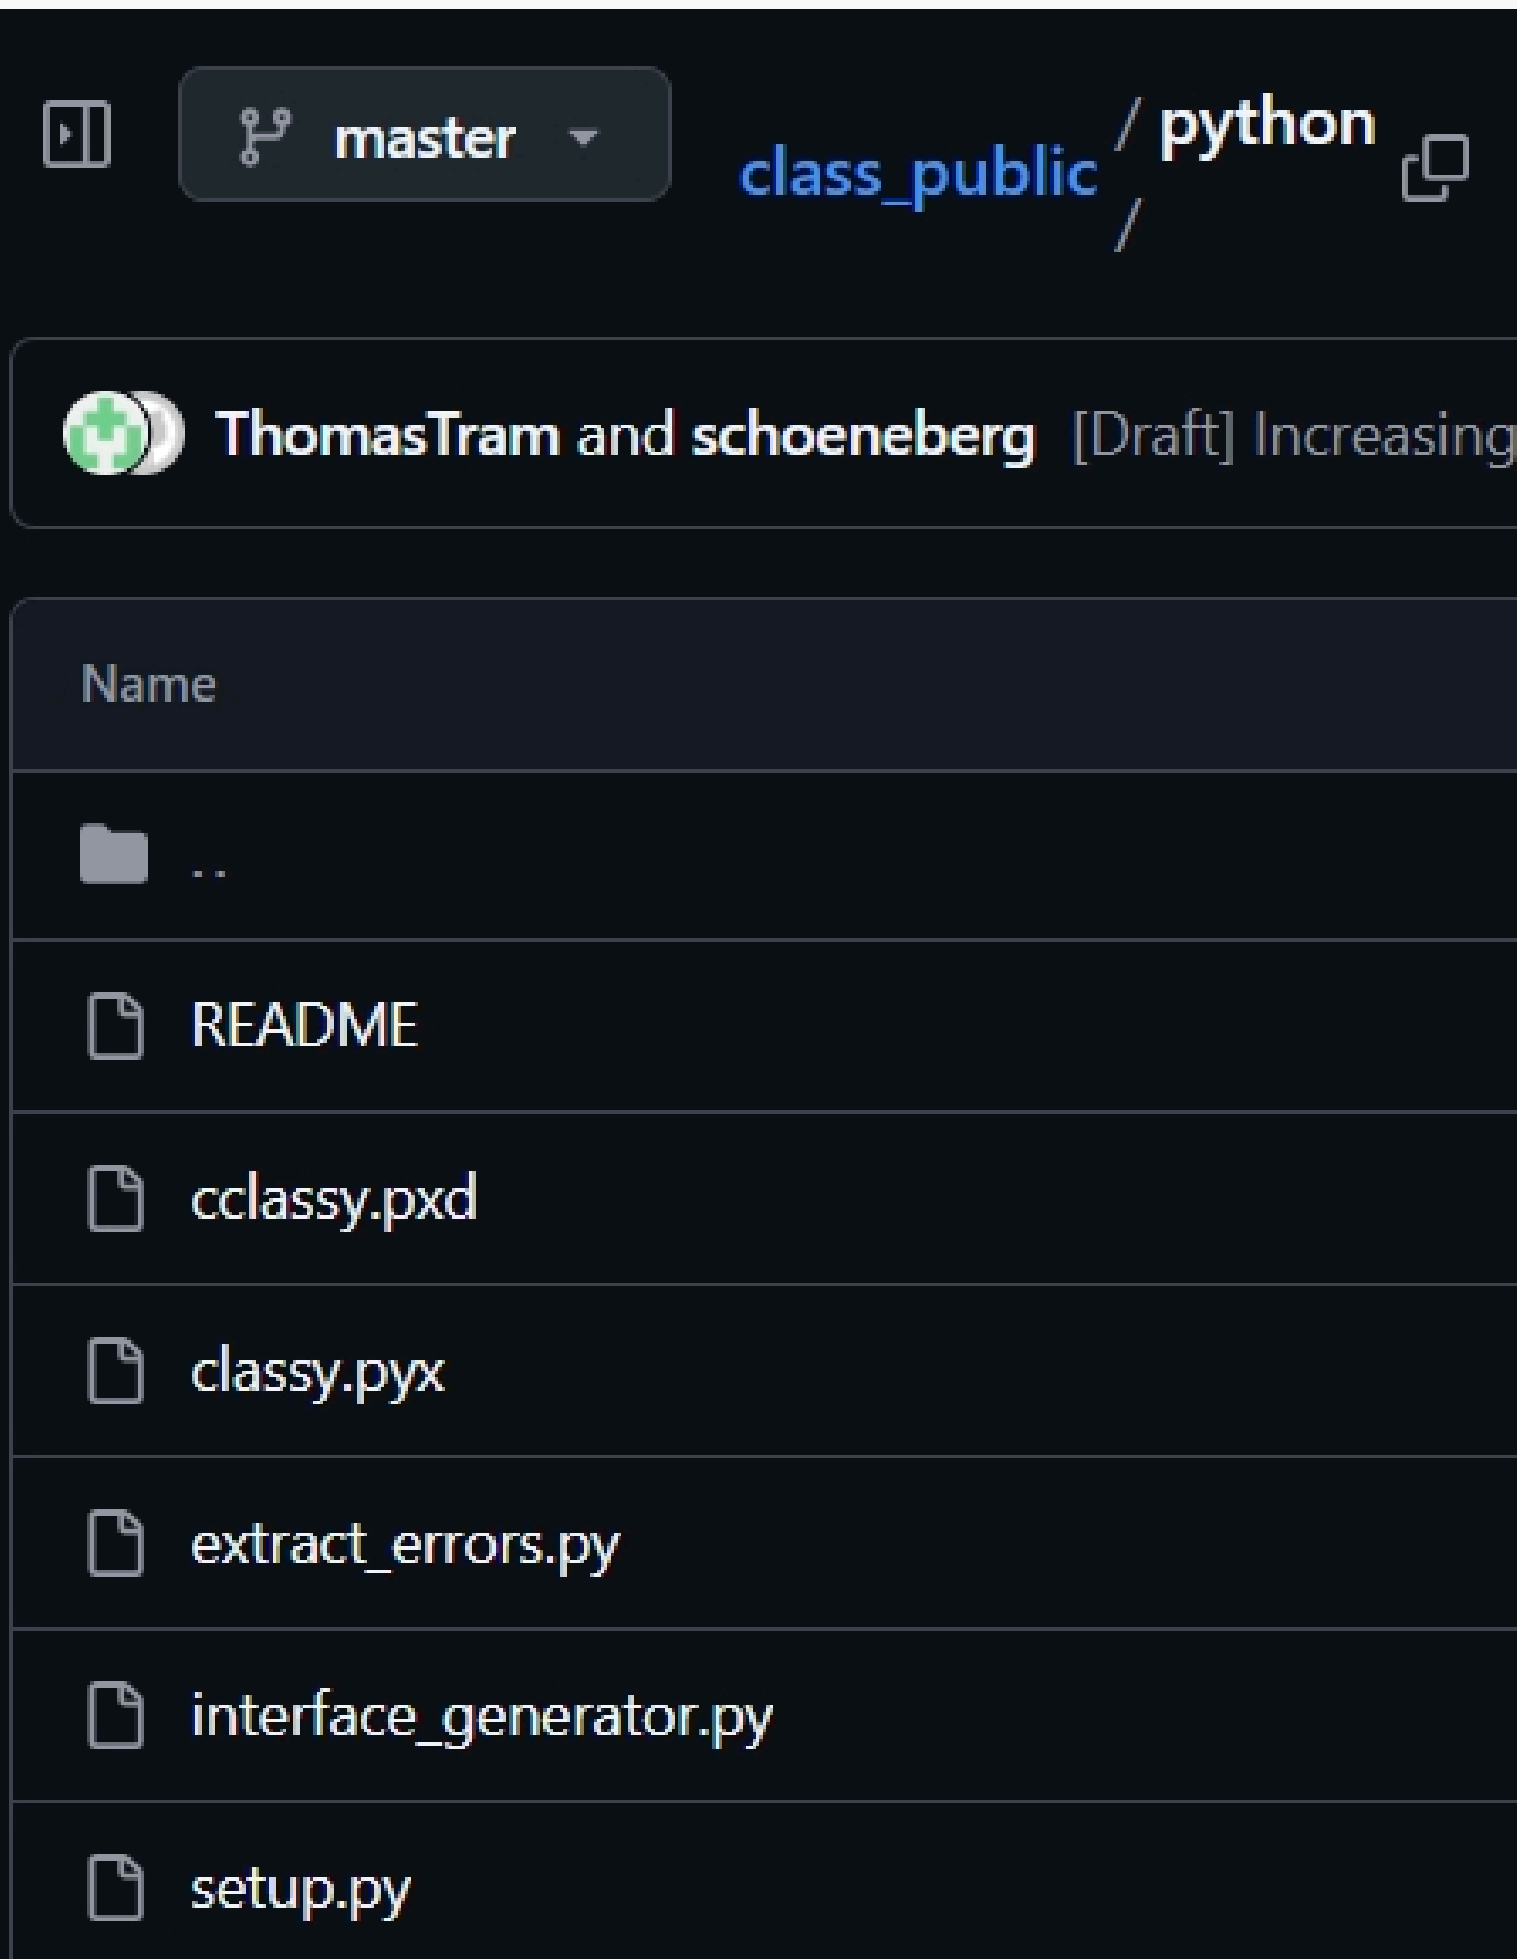 master
class_public / python /
ThomasTram and schoeneberg [Draft] Increasing
Name
..
README
cclassy.pxd
classy.pyx
extract_errors.py
interface_generator.py
setup.py